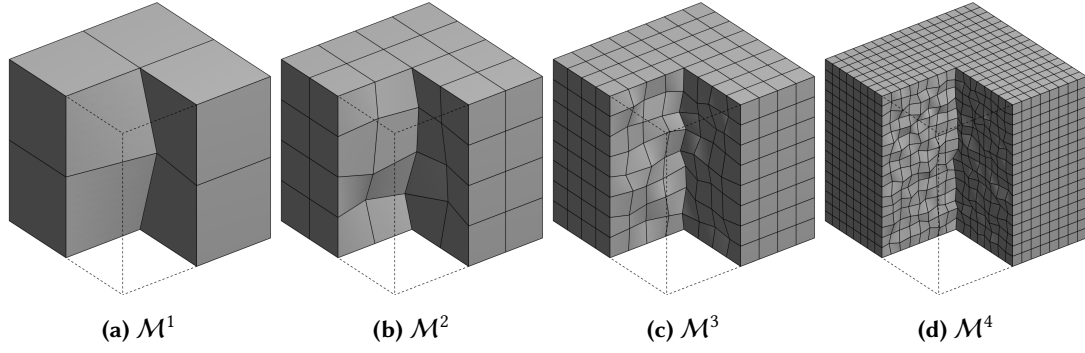 (a) ℳ¹ (b) ℳ² (c) ℳ³ (d) ℳ⁴